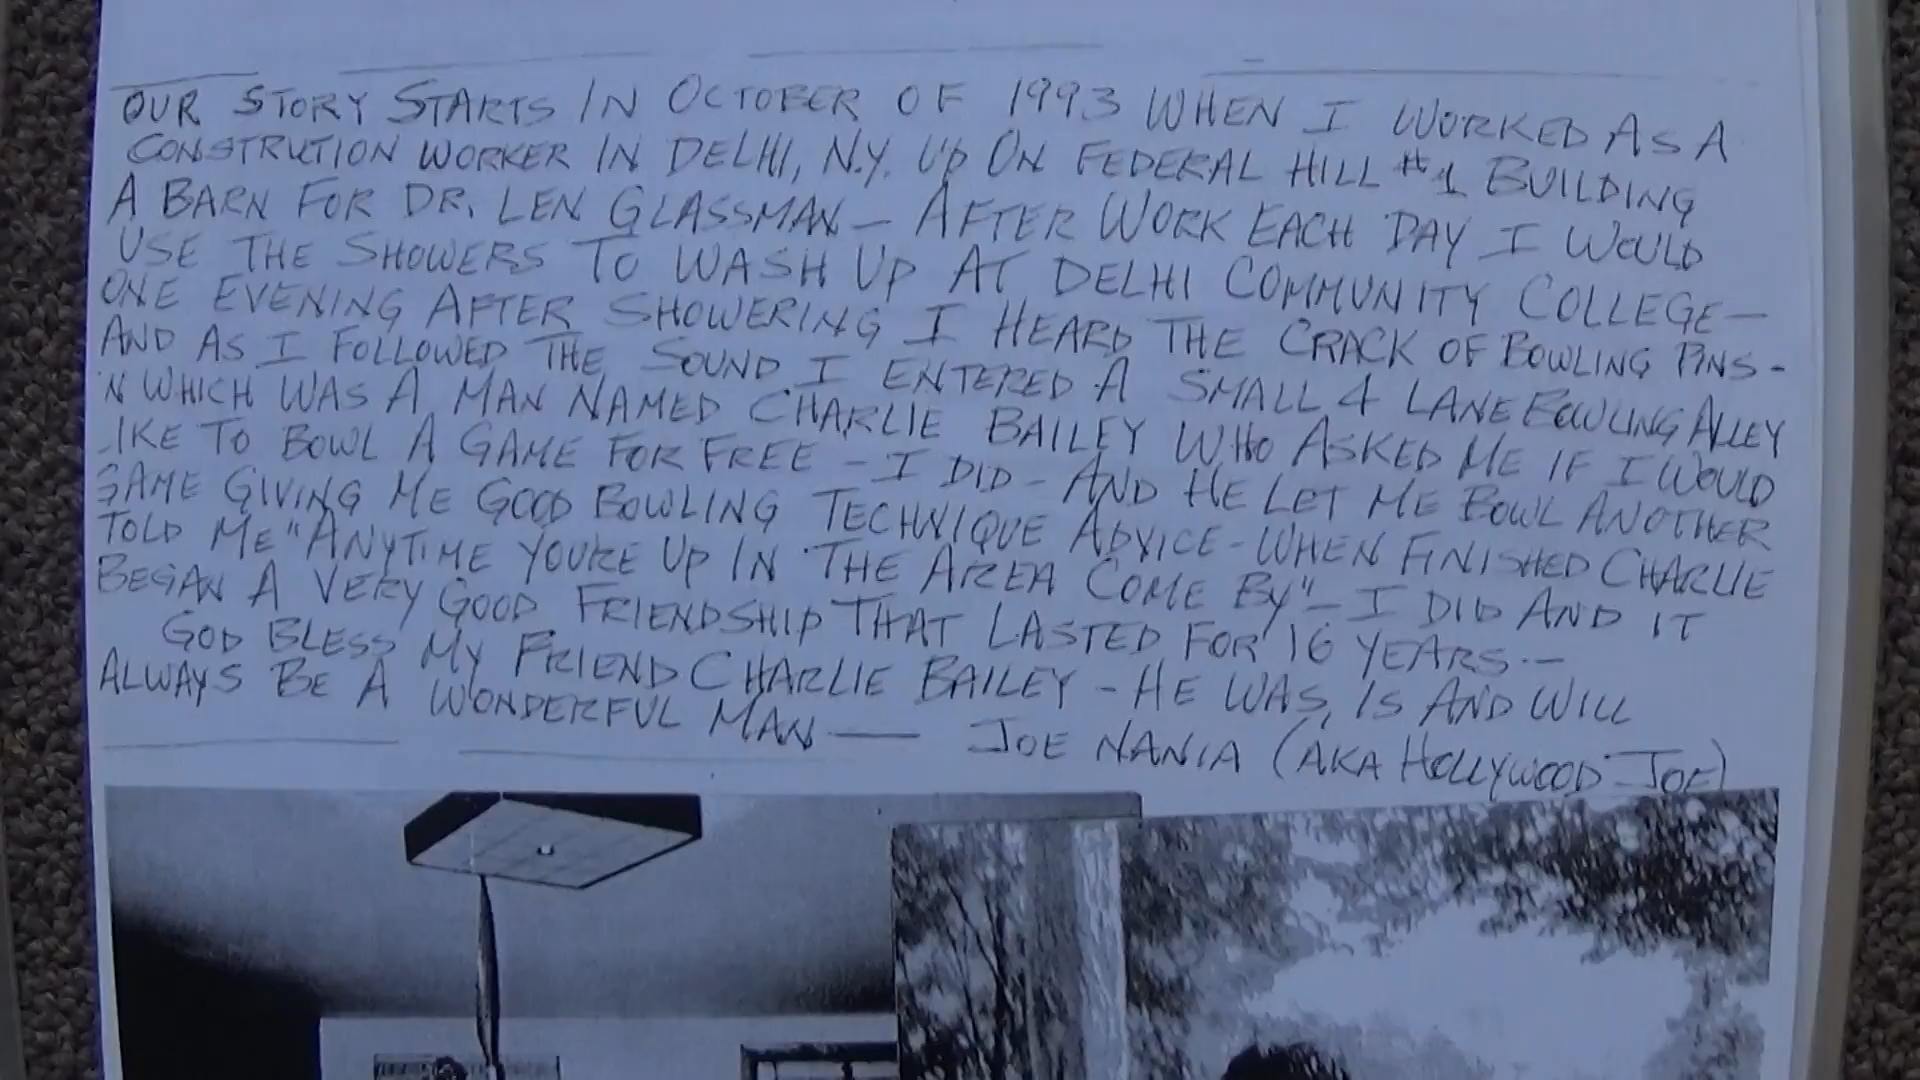 OUR STORY STARTS IN OCTOBER OF 1993 WHEN I WORKED AS A
CONSTRUTION WORKER IN DELHI, N.Y. UP ON FEDERAL HILL #1 BUILDING
A BARN FOR DR. LEN GLASSMAN — AFTER WORK EACH DAY I WOULD
USE THE SHOWERS TO WASH UP AT DELHI COMMUNITY COLLEGE —
ONE EVENING AFTER SHOWERING I HEARD THE CRACK OF BOWLING PINS -
AND AS I FOLLOWED THE SOUND I ENTERED A SMALL 4 LANE BOWLING ALLEY
IN WHICH WAS A MAN NAMED CHARLIE BAILEY WHO ASKED ME IF I WOULD
LIKE TO BOWL A GAME FOR FREE - I DID - AND HE LET ME BOWL ANOTHER
GAME GIVING ME GOOD BOWLING TECHNIQUE ADVICE - WHEN FINISHED CHARLIE
TOLD ME "ANYTIME YOU'RE UP IN THE AREA COME BY" - I DID AND IT
BEGAN A VERY GOOD FRIENDSHIP THAT LASTED FOR 16 YEARS --
GOD BLESS MY FRIEND CHARLIE BAILEY - HE WAS, IS AND WILL
ALWAYS BE A WONDERFUL MAN — JOE NANIA (AKA HOLLYWOOD JOE)